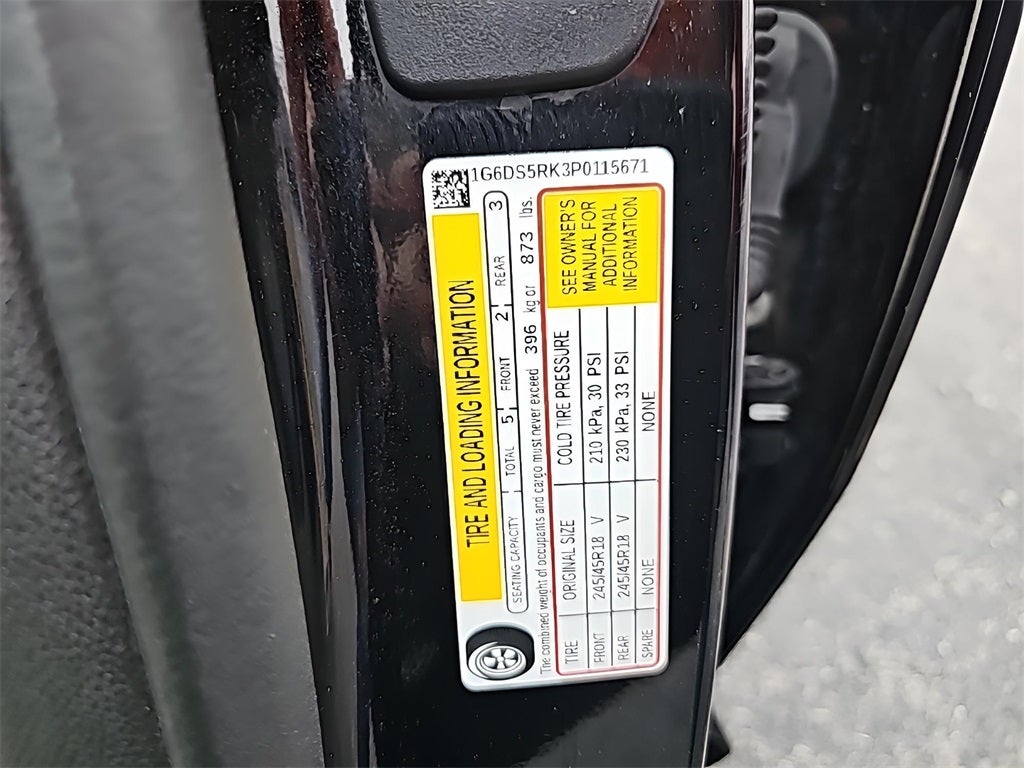 1G6DS5RK3P0115671
TIRE AND LOADING INFORMATION
SEATING CAPACITY TOTAL 5 FRONT 2 REAR 3
The combined weight of occupants and cargo must never exceed 396 kg or 873 lbs.
TIRE ORIGINAL SIZE COLD TIRE PRESSURE
FRONT 245/45R18 V 210 kPa, 30 PSI
REAR 245/45R18 V 230 kPa, 33 PSI
SPARE NONE NONE
SEE OWNER'S
MANUAL FOR
ADDITIONAL
INFORMATION